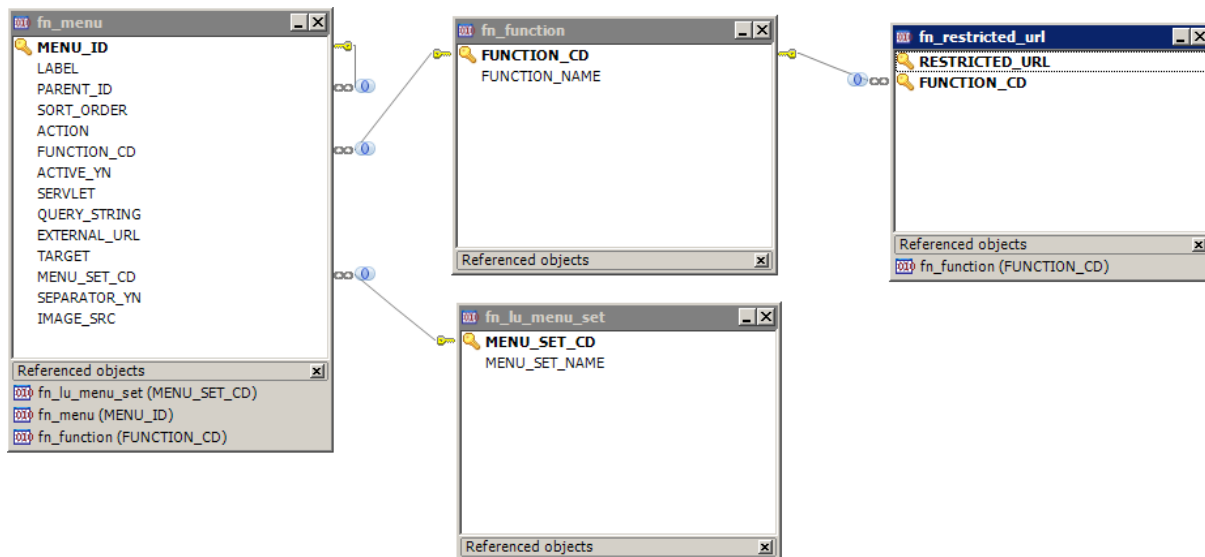 fn_menu
MENU_ID
LABEL
PARENT_ID
SORT_ORDER
ACTION
FUNCTION_CD
ACTIVE_YN
SERVLET
QUERY_STRING
EXTERNAL_URL
TARGET
MENU_SET_CD
SEPARATOR_YN
IMAGE_SRC
Referenced objects
fn_lu_menu_set (MENU_SET_CD)
fn_menu (MENU_ID)
fn_function (FUNCTION_CD)
fn_function
FUNCTION_CD
FUNCTION_NAME
Referenced objects
fn_restricted_url
RESTRICTED_URL
FUNCTION_CD
Referenced objects
fn_function (FUNCTION_CD)
fn_lu_menu_set
MENU_SET_CD
MENU_SET_NAME
Referenced objects